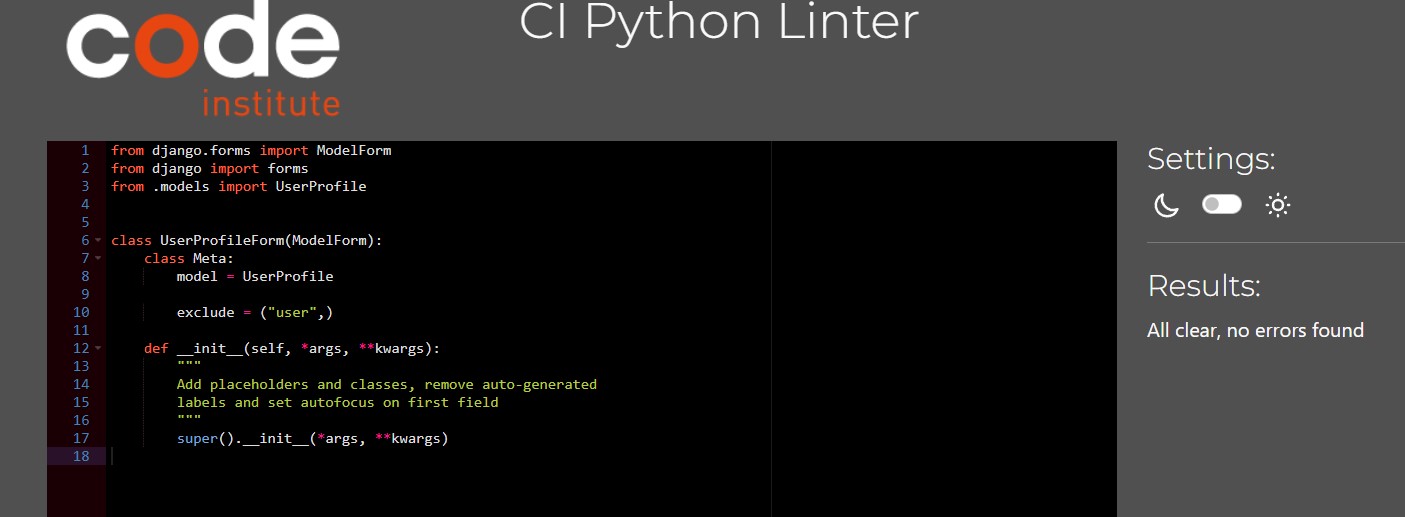 code
institute
CI Python Linter
1 from django.forms import ModelForm
2 from django import forms
3 from .models import UserProfile
4
5
6 class UserProfileForm(ModelForm):
7     class Meta:
8         model = UserProfile
9
10         exclude = ("user",)
11
12     def __init__(self, *args, **kwargs):
13         """
14         Add placeholders and classes, remove auto-generated
15         labels and set autofocus on first field
16         """
17         super().__init__(*args, **kwargs)
18
Settings:
Results:
All clear, no errors found